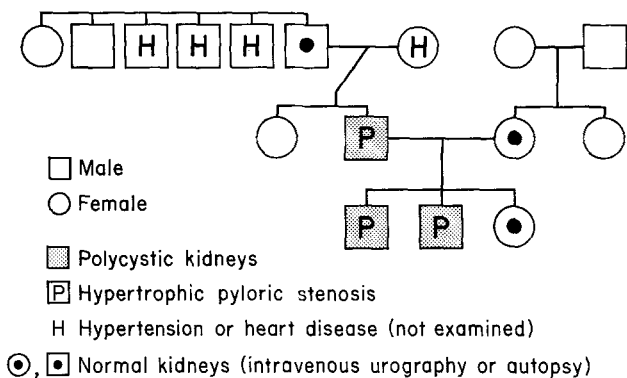 H H H H
P
P P
Male
Female
Polycystic kidneys
P Hypertrophic pyloric stenosis
H Hypertension or heart disease (not examined)
, Normal kidneys (intravenous urography or autopsy)